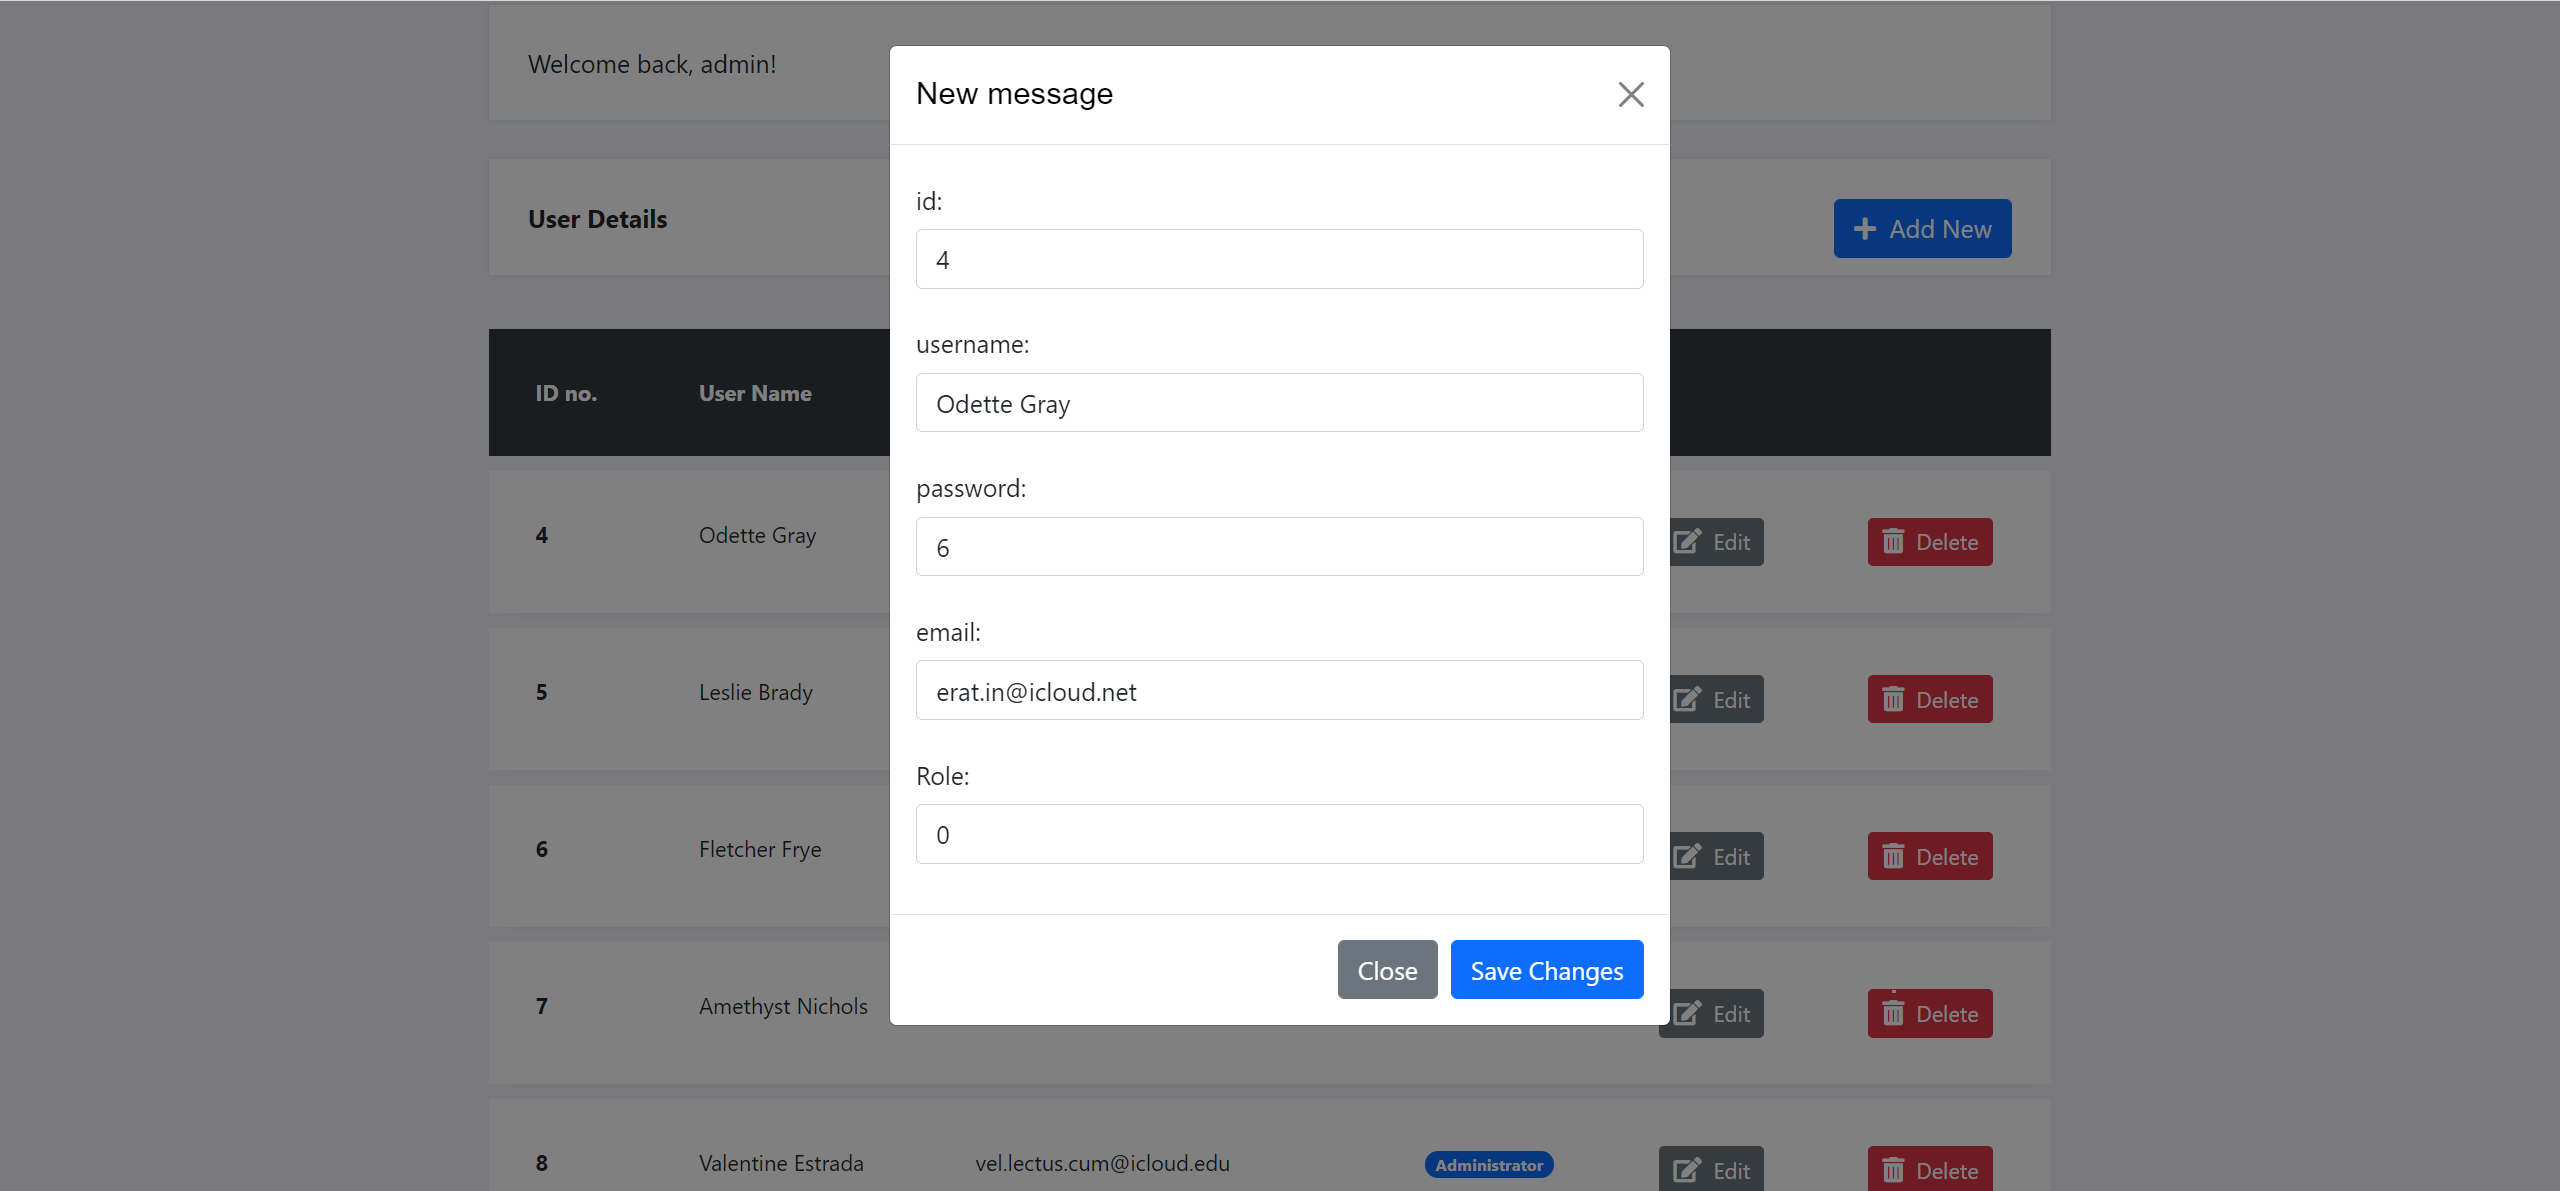 Welcome back, admin!
New message
id:
4
User Details
Add New
username:
Odette Gray
ID no. User Name
password:
6
4 Odette Gray Edit Delete
email:
erat.in@icloud.net
5 Leslie Brady Edit Delete
Role:
0
6 Fletcher Frye Edit Delete
Close Save Changes
7 Amethyst Nichols Edit Delete
8 Valentine Estrada vel.lectus.cum@icloud.edu Administrator Edit Delete